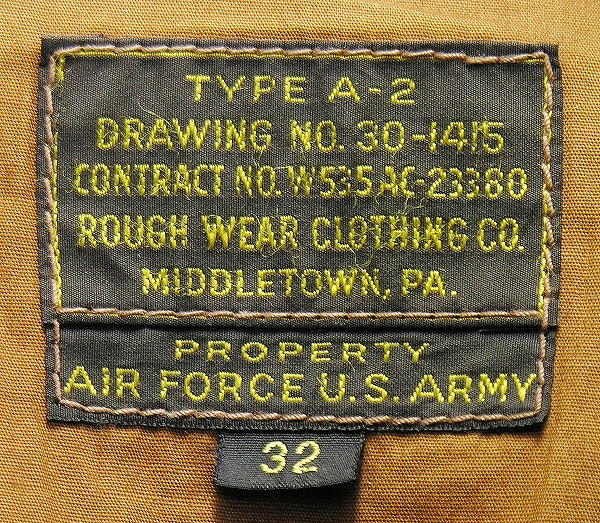 TYPE A-2
DRAWING NO. 30-1415
CONTRACT NO. W535AC-23380
ROUGH WEAR CLOTHING CO.
MIDDLETOWN, PA.
PROPERTY
AIR FORCE U.S. ARMY
32